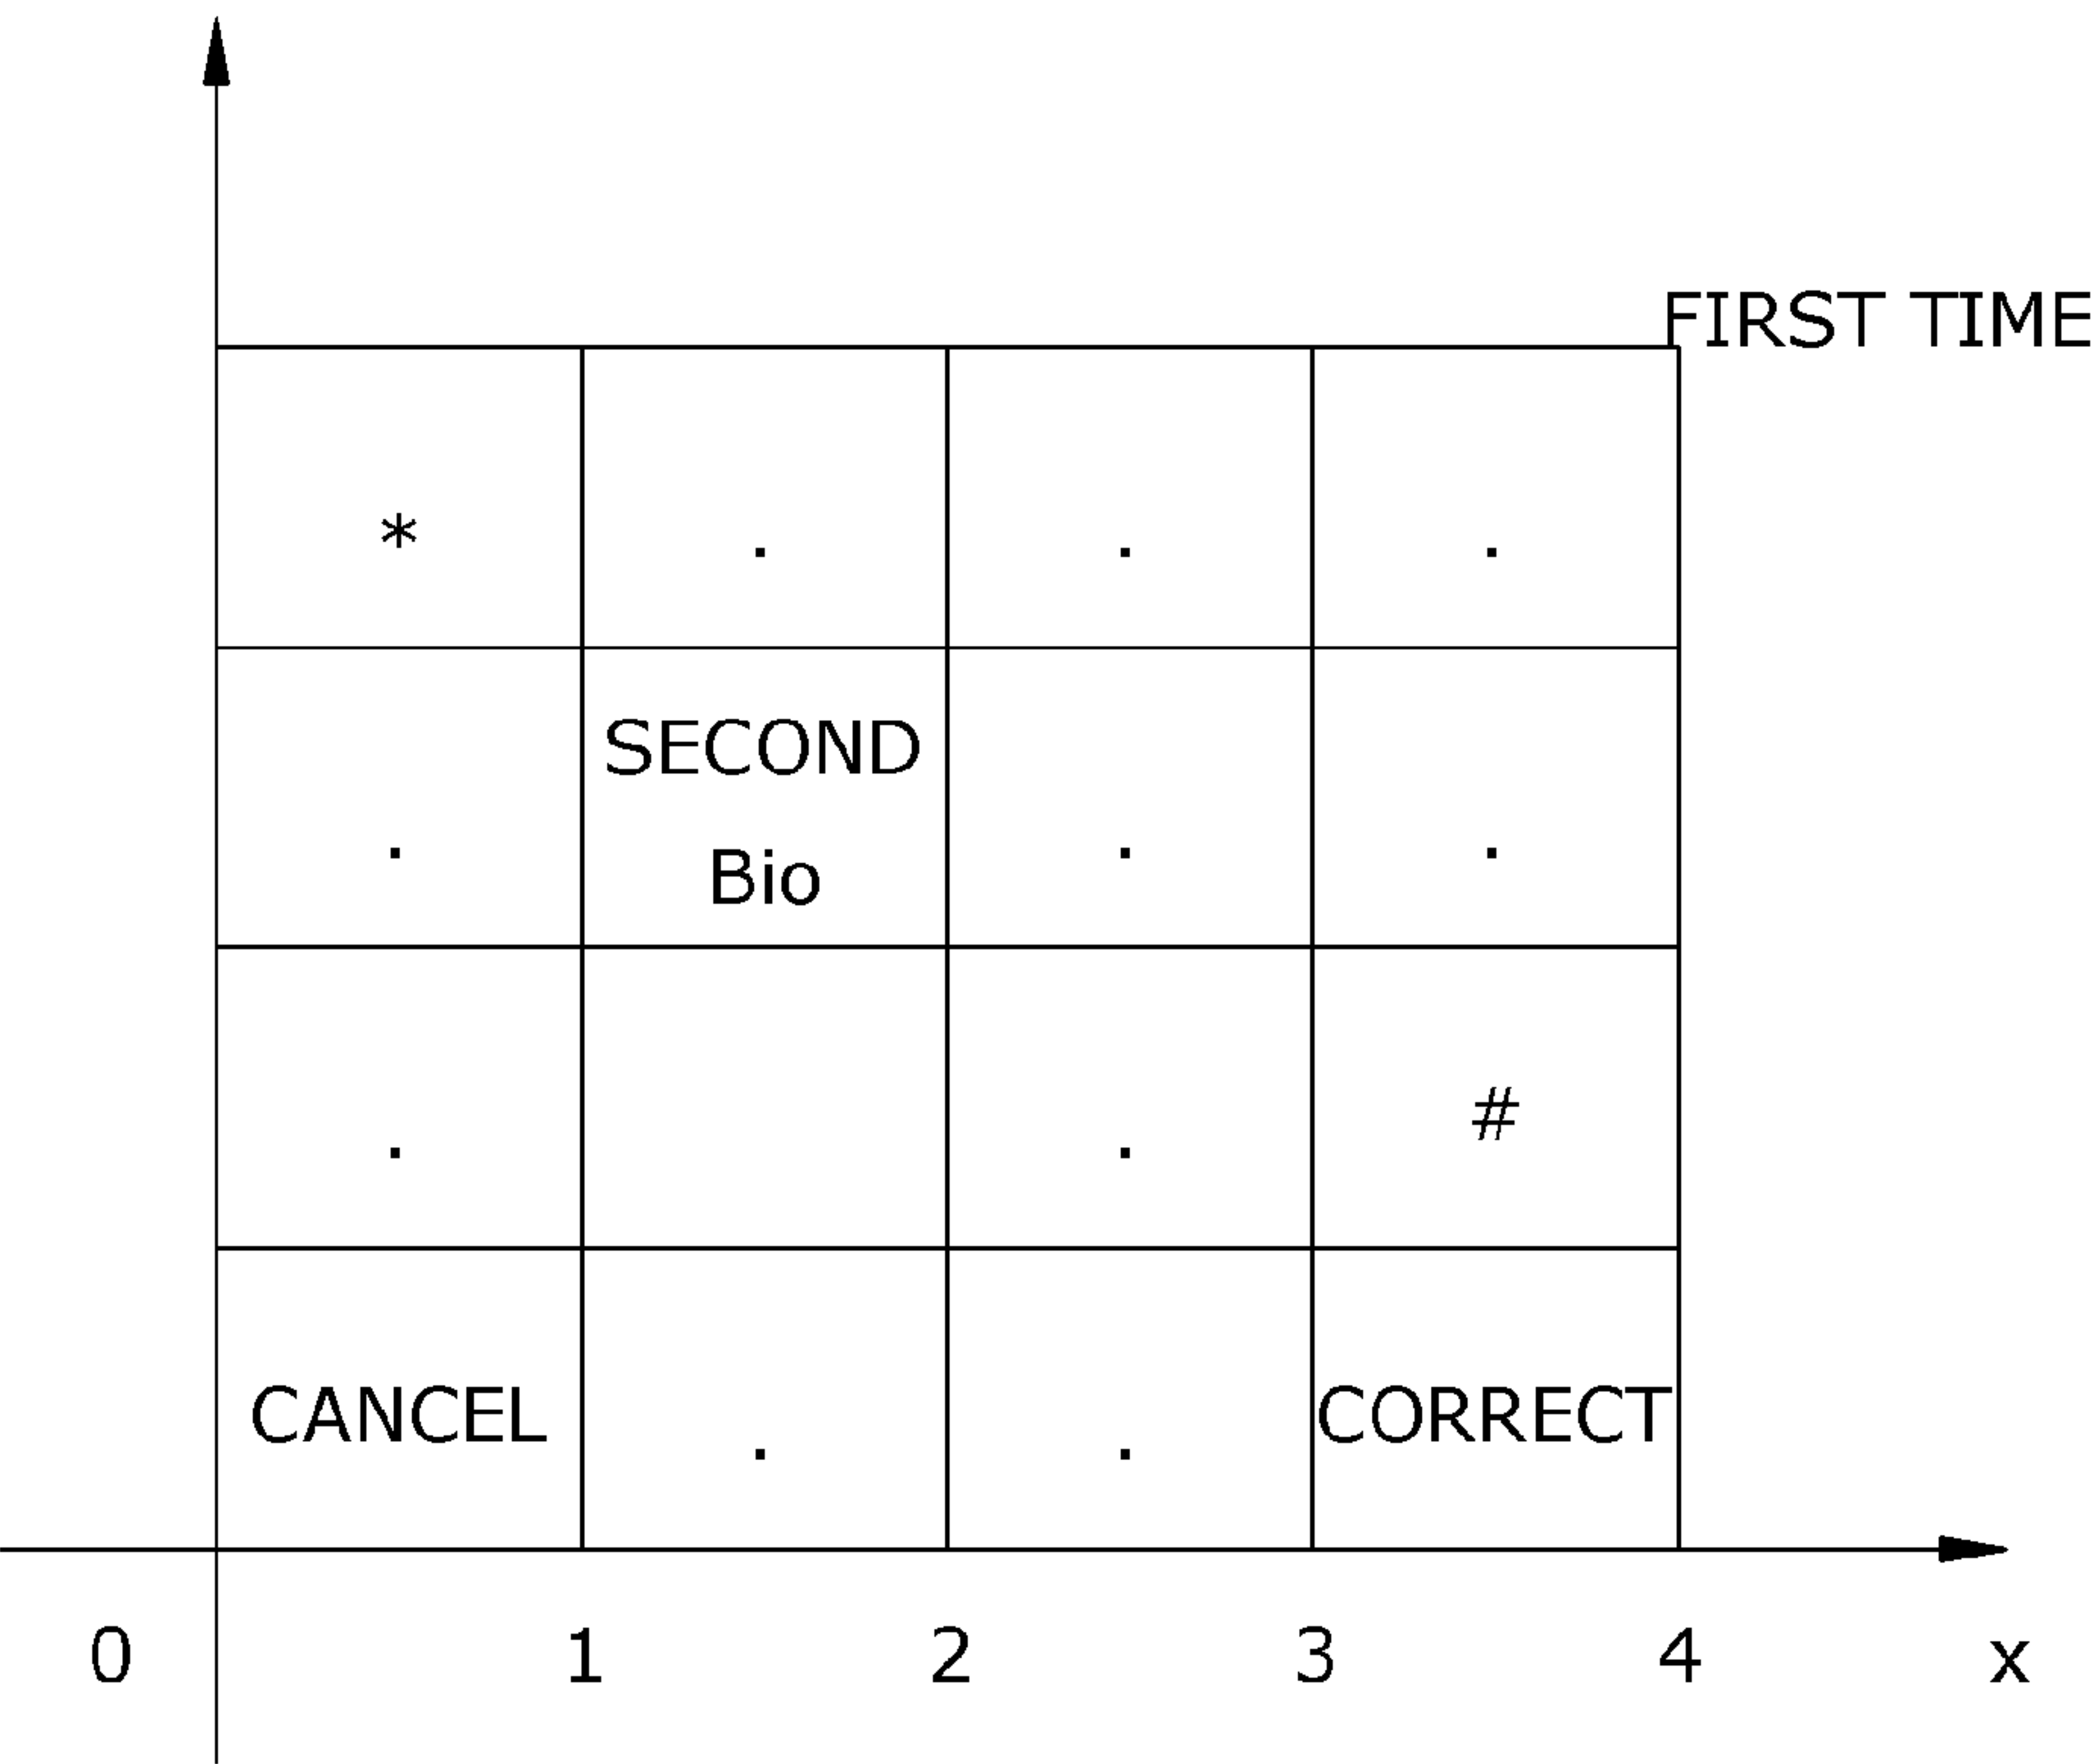 FIRST TIME
* . . .
. SECOND . .
Bio
. . #
CANCEL . . CORRECT
0 1 2 3 4 x